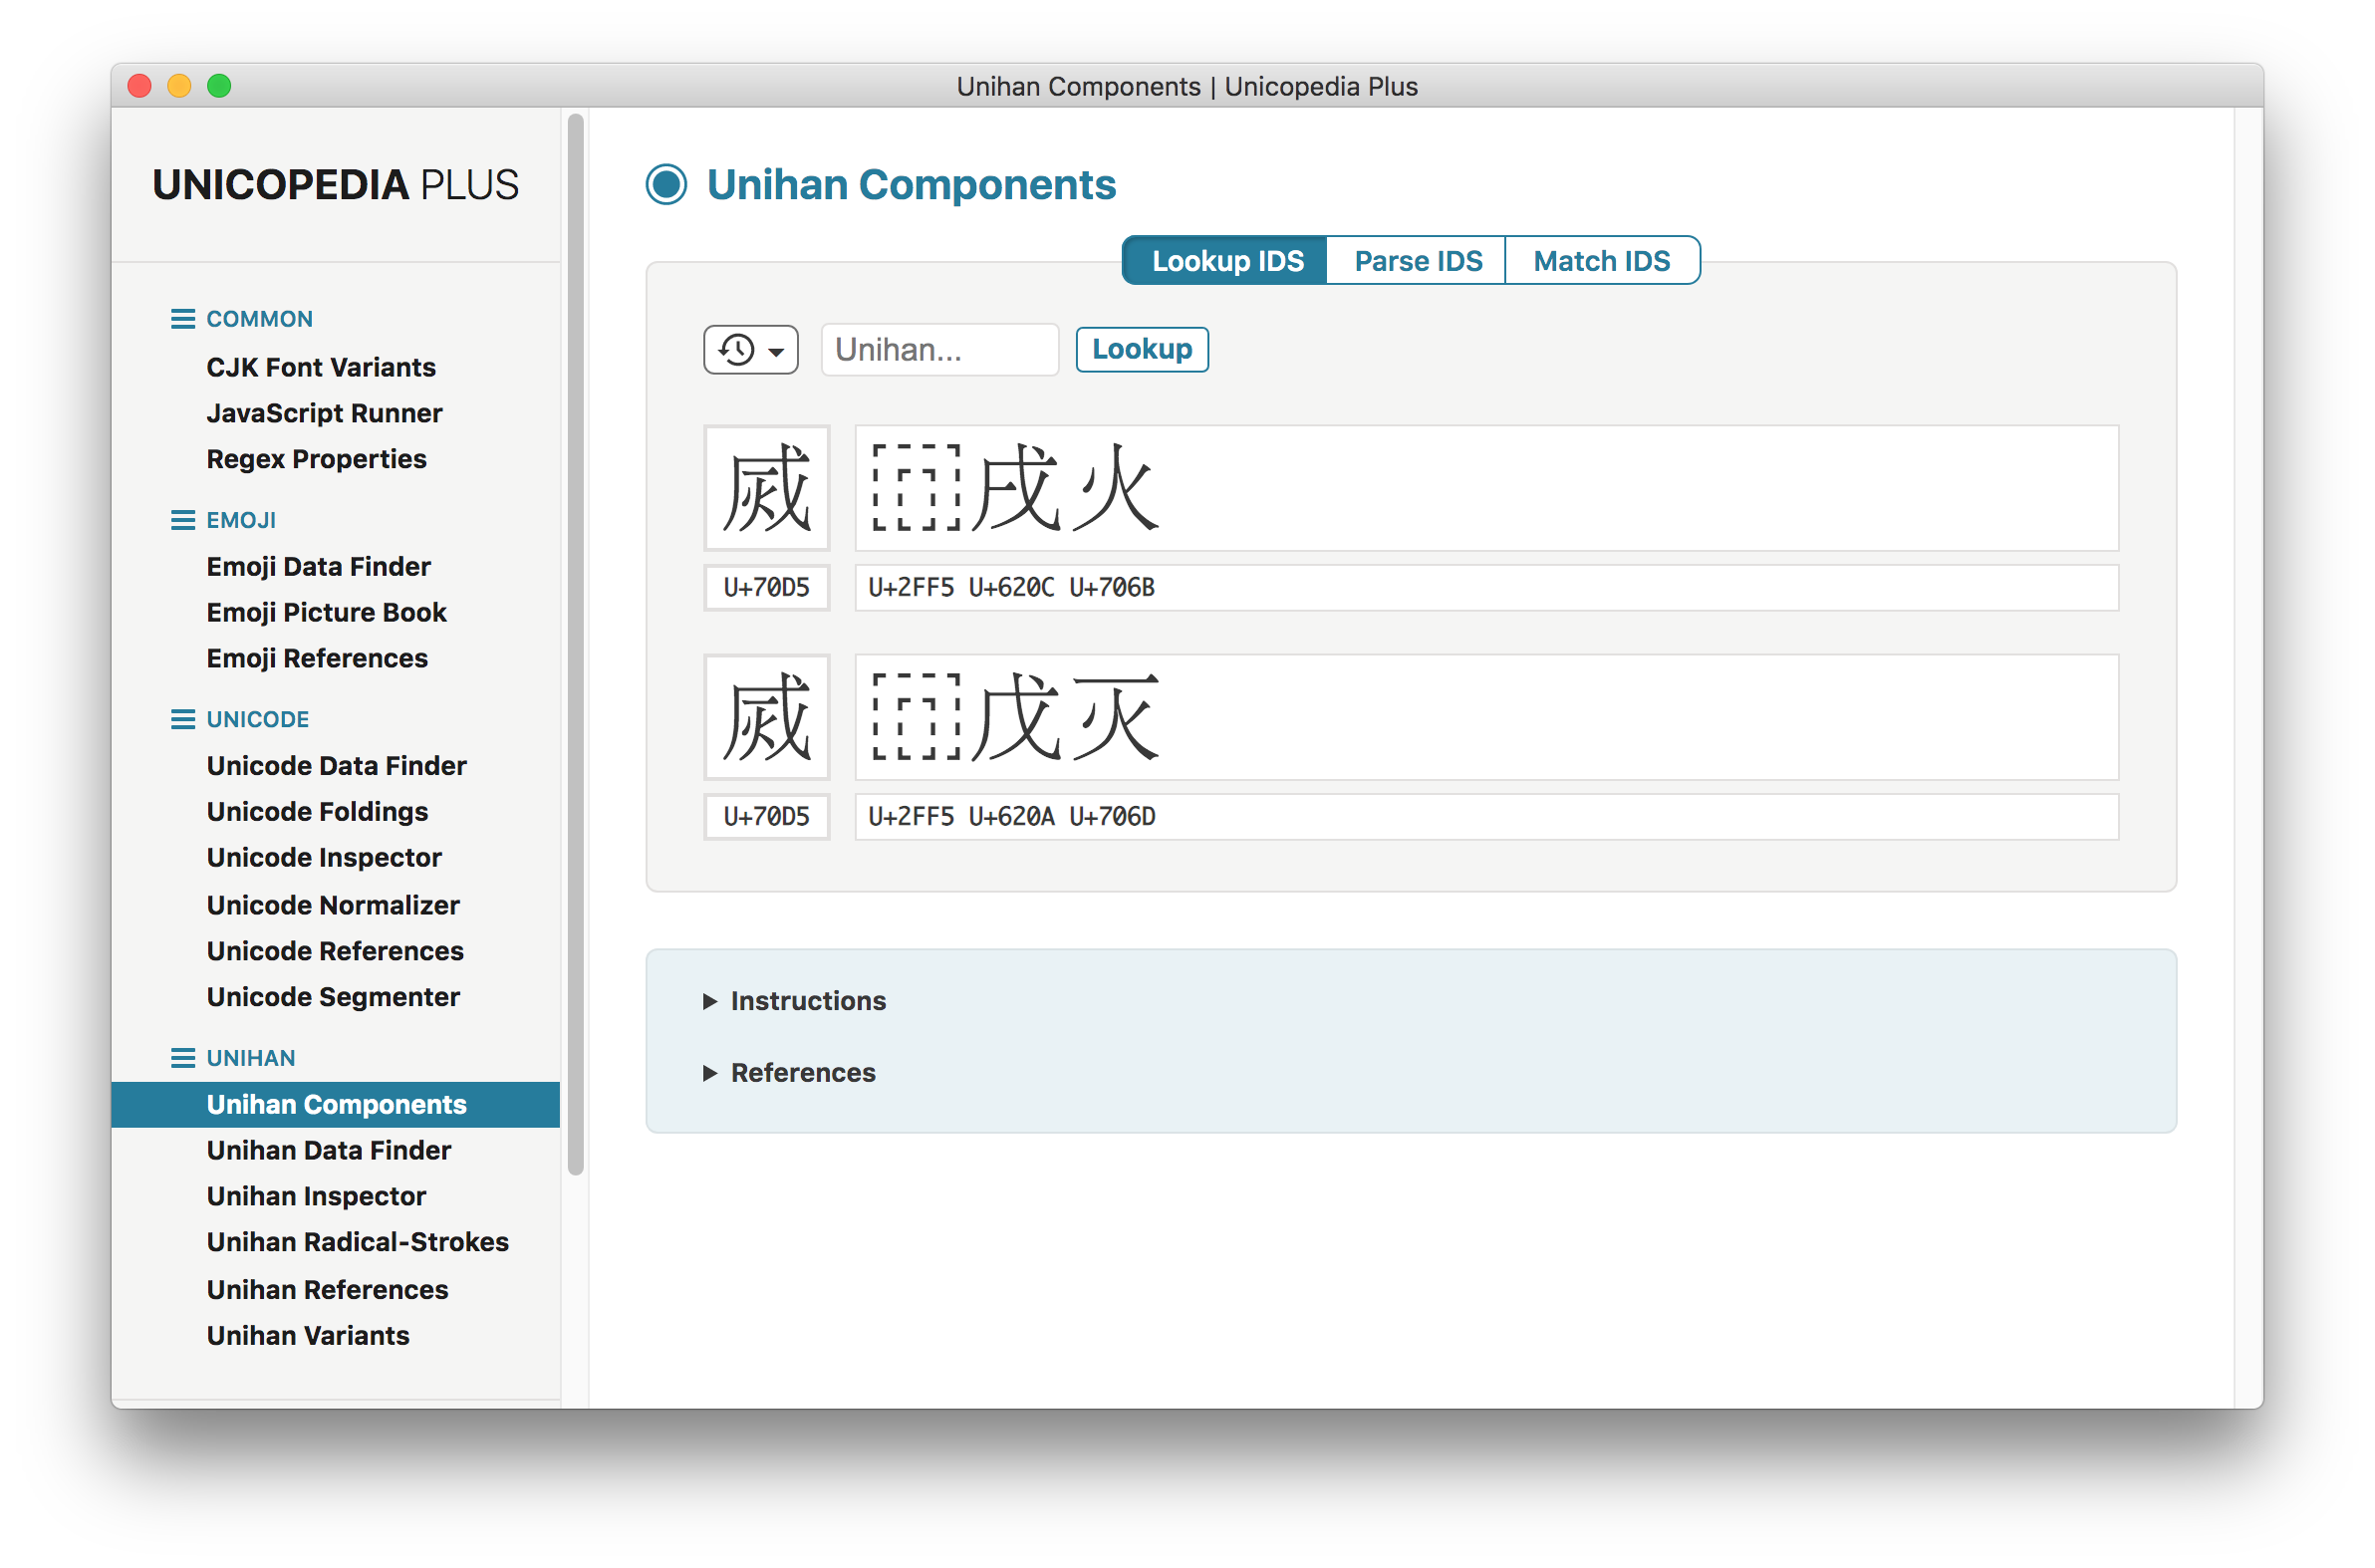 Unihan Components | Unicopedia Plus
UNICOPEDIA PLUS
COMMON
CJK Font Variants
JavaScript Runner
Regex Properties
EMOJI
Emoji Data Finder
Emoji Picture Book
Emoji References
UNICODE
Unicode Data Finder
Unicode Foldings
Unicode Inspector
Unicode Normalizer
Unicode References
Unicode Segmenter
UNIHAN
Unihan Components
Unihan Data Finder
Unihan Inspector
Unihan Radical-Strokes
Unihan References
Unihan Variants
Unihan Components
Lookup IDS Parse IDS Match IDS
Unihan... Lookup
烕 ⿵戌火
U+70D5 U+2FF5 U+620C U+706B
烕 ⿵戊灭
U+70D5 U+2FF5 U+620A U+706D
Instructions
References